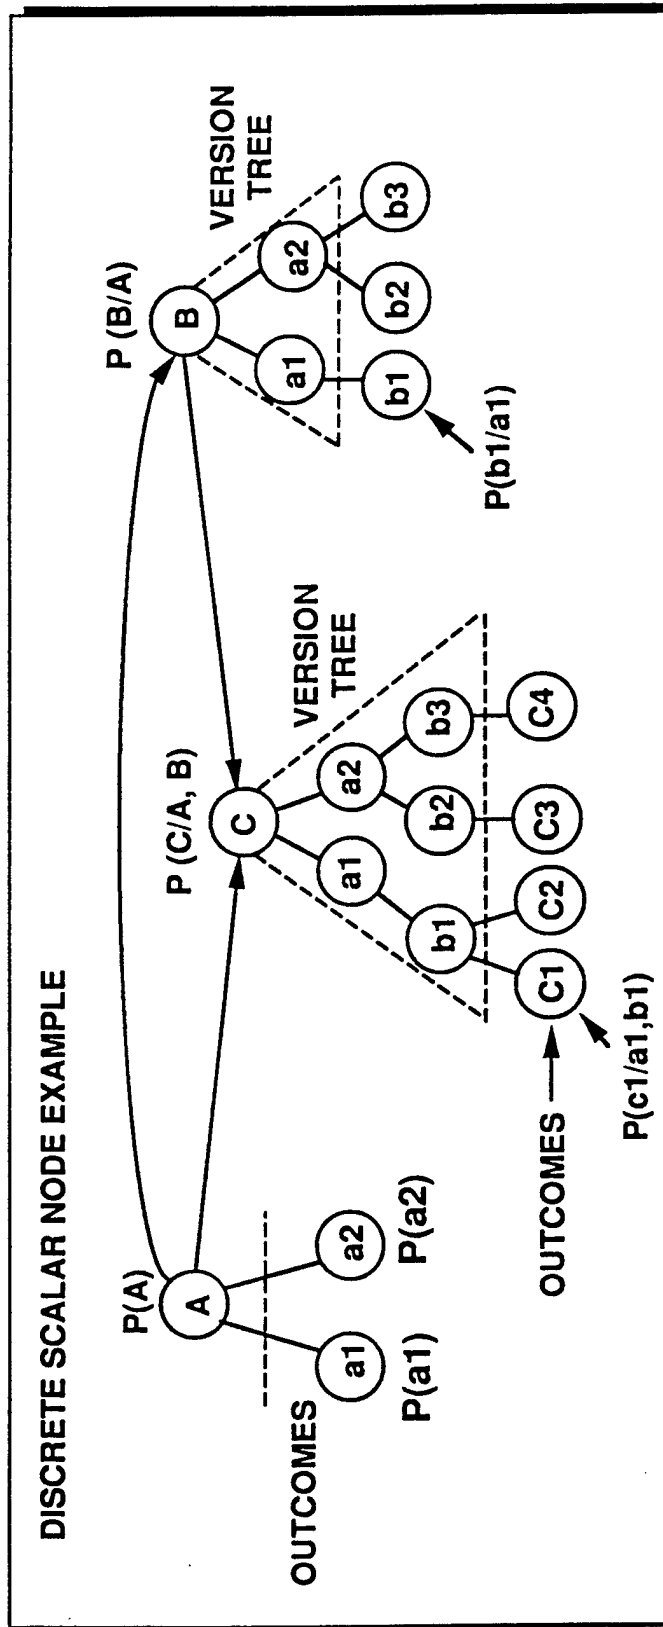 DISCRETE SCALAR NODE EXAMPLE
P(A)
A
OUTCOMES
a1
a2
P(a1)
P(a2)
P (C/A, B)
C
VERSION
TREE
a1
a2
b1
b2
b3
OUTCOMES
C1
C2
C3
C4
P(c1/a1,b1)
P (B/A)
B
VERSION
TREE
a1
a2
b1
b2
b3
P(b1/a1)